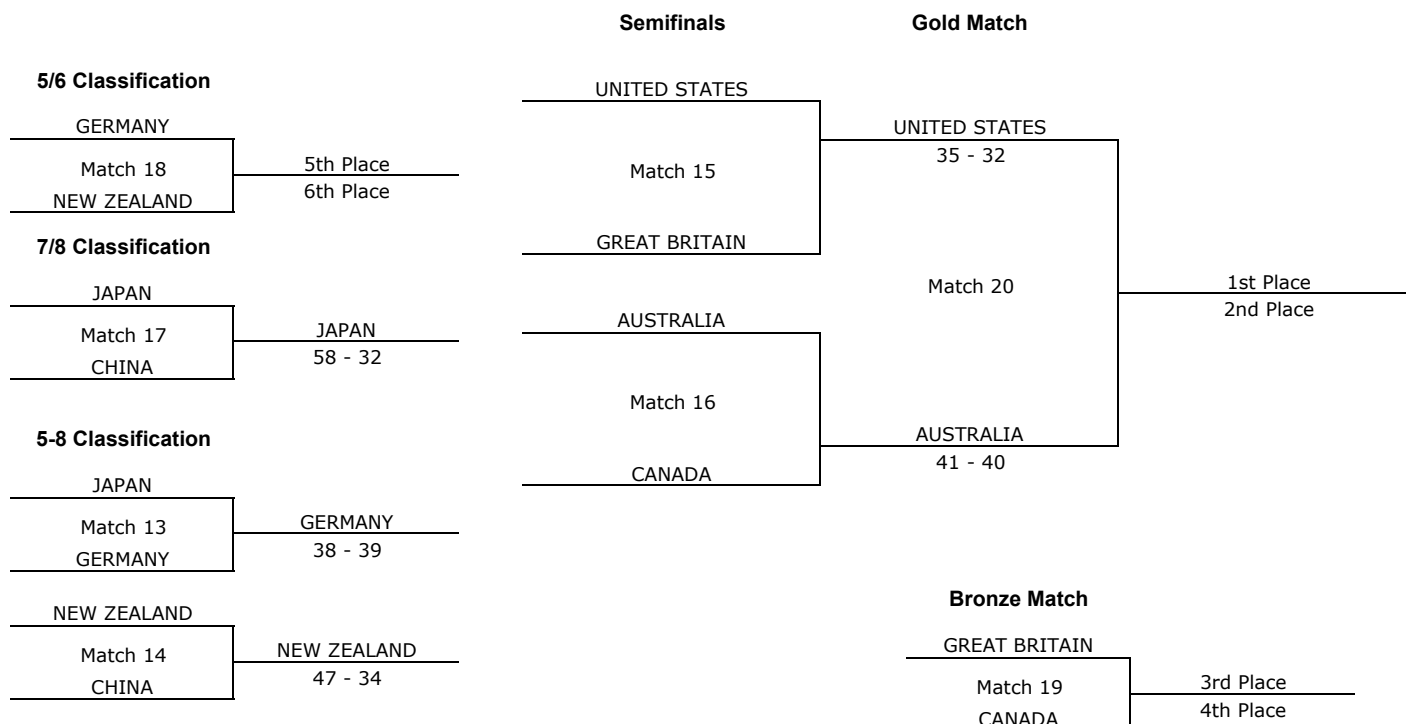 Semifinals
Gold Match
5/6 Classification
GERMANY
Match 18
NEW ZEALAND
5th Place
6th Place
7/8 Classification
JAPAN
Match 17
CHINA
JAPAN
58 - 32
5-8 Classification
JAPAN
Match 13
GERMANY
GERMANY
38 - 39
NEW ZEALAND
Match 14
CHINA
NEW ZEALAND
47 - 34
UNITED STATES
Match 15
GREAT BRITAIN
AUSTRALIA
Match 16
CANADA
UNITED STATES
35 - 32
Match 20
AUSTRALIA
41 - 40
1st Place
2nd Place
Bronze Match
GREAT BRITAIN
Match 19
CANADA
3rd Place
4th Place